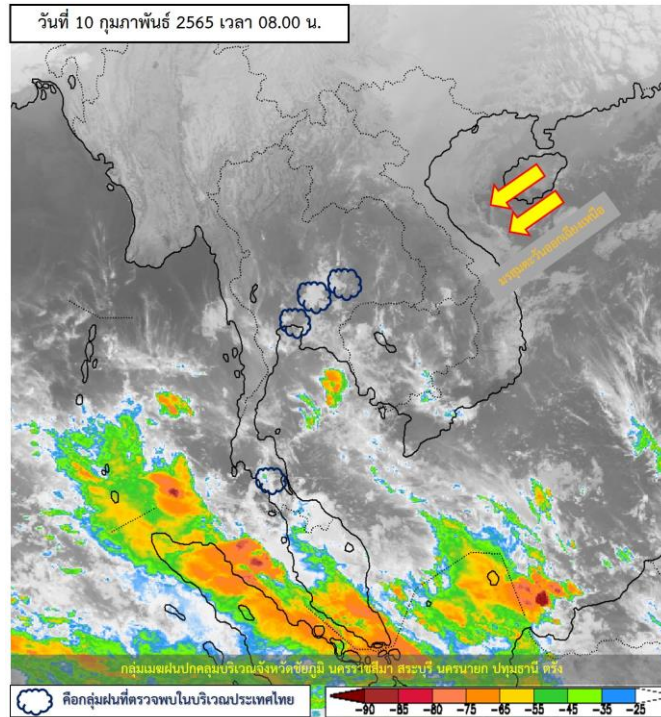 วันที่ 10 กุมภาพันธ์ 2565 เวลา 08.00 น.
มรสุมตะวันออกเฉียงเหนือ
กลุ่มเมฆฝนปกคลุมบริเวณจังหวัดชัยภูมิ นครราชสีมา สระบุรี นครนายก ปทุมธานี ตรัง
คือกลุ่มฝนที่ตรวจพบในบริเวณประเทศไทย
-90 -85 -80 -75 -65 -55 -45 -35 -25